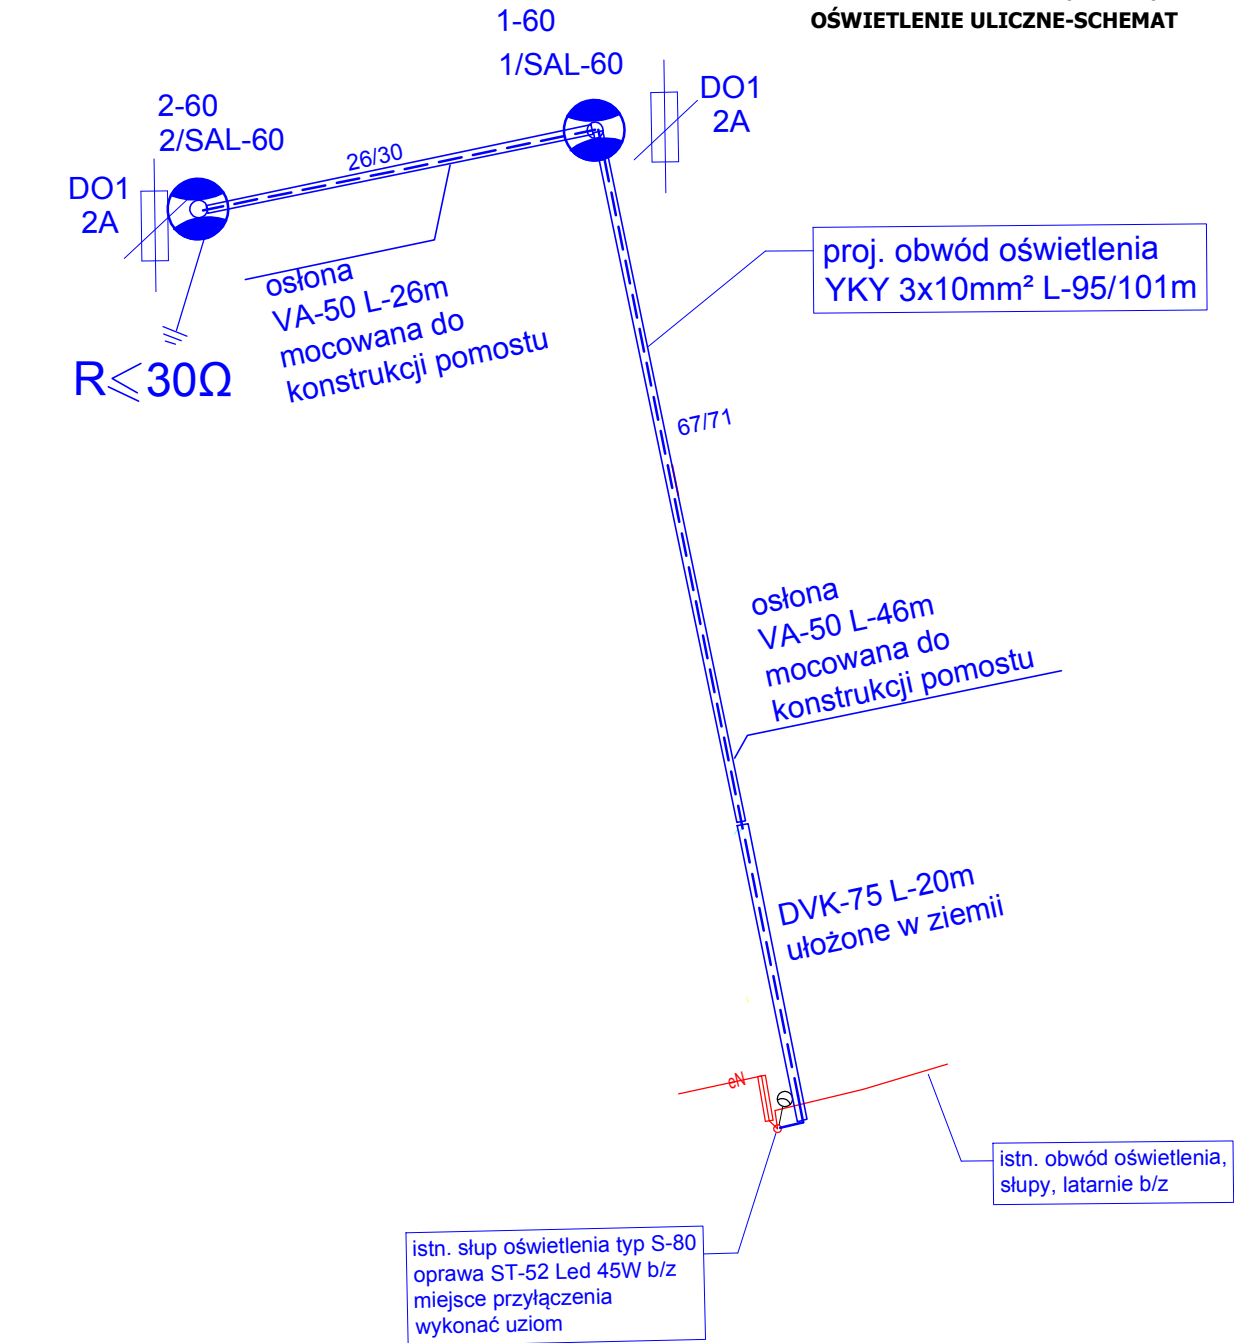 OŚWIETLENIE ULICZNE-SCHEMAT
1-60
1/SAL-60
DO1
2A
2-60
2/SAL-60
DO1
2A
26/30
osłona
VA-50 L-26m
mocowana do
konstrukcji pomostu
R⩽30Ω
proj. obwód oświetlenia
YKY 3x10mm² L-95/101m
67/71
osłona
VA-50 L-46m
mocowana do
konstrukcji pomostu
DVK-75 L-20m
ułożone w ziemii
istn. obwód oświetlenia,
słupy, latarnie b/z
istn. słup oświetlenia typ S-80
oprawa ST-52 Led 45W b/z
miejsce przyłączenia
wykonać uziom